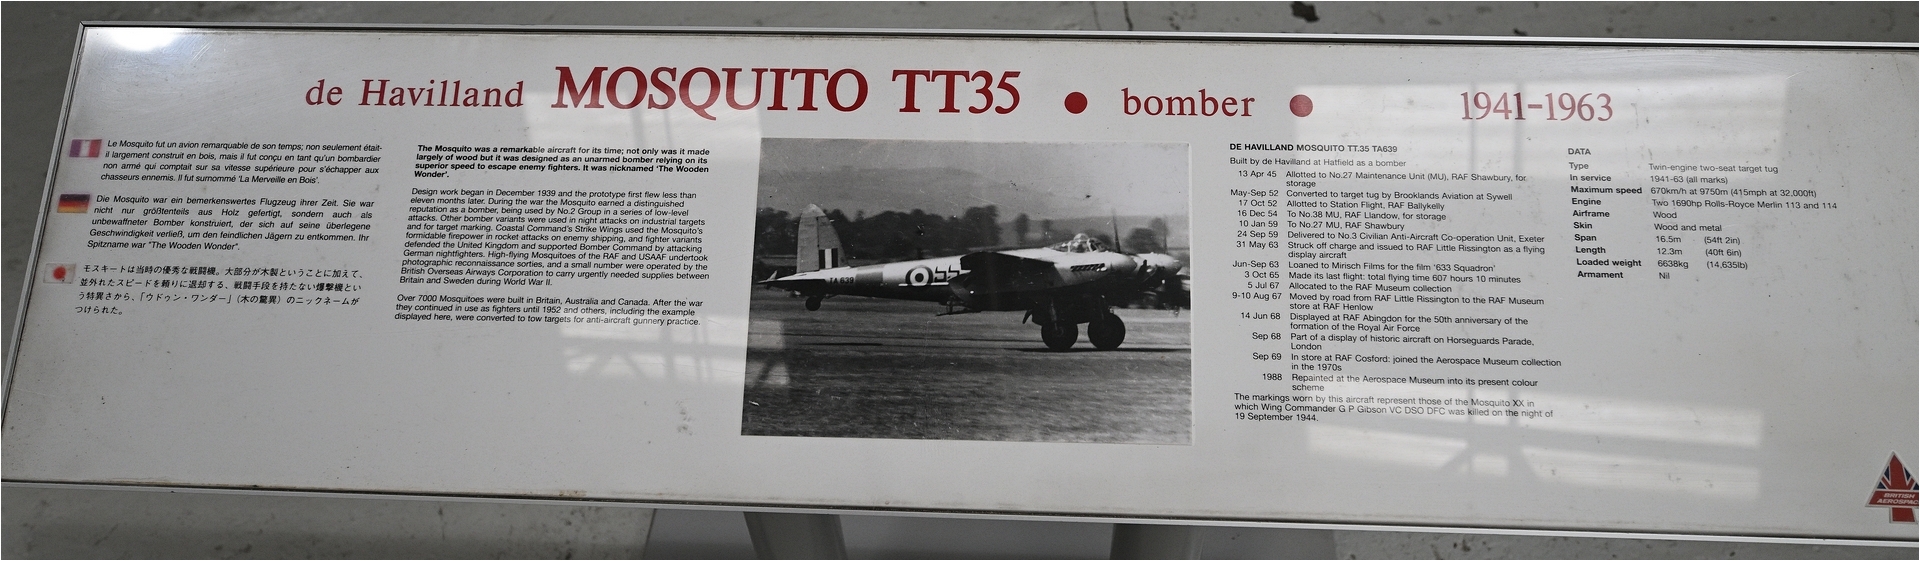 de Havilland MOSQUITO TT35 • bomber • 1941-1963
Le Mosquito fut un avion remarquable de son temps; non seulement était-
il largement construit en bois, mais il fut conçu en tant qu'un bombardier
non armé qui comptait sur sa vitesse supérieure pour s'échapper aux
chasseurs ennemis. Il fut surnommé 'La Merveille en Bois'.
Die Mosquito war ein bemerkenswertes Flugzeug ihrer Zeit. Sie war
nicht nur größtenteils aus Holz gefertigt, sondern auch als
unbewaffneter Bomber konstruiert, der sich auf seine überlegene
Geschwindigkeit verließ, um den feindlichen Jägern zu entkommen. Ihr
Spitzname war "The Wooden Wonder".
モスキートは当時の優秀な戦闘機。大部分が木製ということに加えて、
並外れたスピードを頼りに退却する、戦闘手段を持たない爆撃機とい
う特異さから、「ウドゥン・ワンダー」(木の驚異)のニックネームが
つけられた。
The Mosquito was a remarkable aircraft for its time; not only was it made
largely of wood but it was designed as an unarmed bomber relying on its
superior speed to escape enemy fighters. It was nicknamed 'The Wooden
Wonder'.
Design work began in December 1939 and the prototype first flew less than
eleven months later. During the war the Mosquito earned a distinguished
reputation as a bomber, being used by No.2 Group in a series of low-level
attacks. Other bomber variants were used in night attacks on industrial targets
and for target marking. Coastal Command's Strike Wings used the Mosquito's
formidable firepower in rocket attacks on enemy shipping, and fighter variants
defended the United Kingdom and supported Bomber Command by attacking
German nightfighters. High-flying Mosquitoes of the RAF and USAAF undertook
photographic reconnaissance sorties, and a small number were operated by the
British Overseas Airways Corporation to carry urgently needed supplies between
Britain and Sweden during World War II.
Over 7000 Mosquitoes were built in Britain, Australia and Canada. After the war
they continued in use as fighters until 1952 and others, including the example
displayed here, were converted to tow targets for anti-aircraft gunnery practice.
TA639
DE HAVILLAND MOSQUITO TT.35 TA639
Built by de Havilland at Hatfield as a bomber
13 Apr 45 Allotted to No.27 Maintenance Unit (MU), RAF Shawbury, for
storage
May-Sep 52 Converted to target tug by Brooklands Aviation at Sywell
17 Oct 52 Allotted to Station Flight, RAF Ballykelly
16 Dec 54 To No.38 MU, RAF Llandow, for storage
10 Jan 59 To No.27 MU, RAF Shawbury
24 Sep 59 Delivered to No.3 Civilian Anti-Aircraft Co-operation Unit, Exeter
31 May 63 Struck off charge and issued to RAF Little Rissington as a flying
display aircraft
Jun-Sep 63 Loaned to Mirisch Films for the film '633 Squadron'
3 Oct 65 Made its last flight: total flying time 607 hours 10 minutes
5 Jul 67 Allocated to the RAF Museum collection
9-10 Aug 67 Moved by road from RAF Little Rissington to the RAF Museum
store at RAF Henlow
14 Jun 68 Displayed at RAF Abingdon for the 50th anniversary of the
formation of the Royal Air Force
Sep 68 Part of a display of historic aircraft on Horseguards Parade,
London
Sep 69 In store at RAF Cosford: joined the Aerospace Museum collection
in the 1970s
1988 Repainted at the Aerospace Museum into its present colour
scheme
The markings worn by this aircraft represent those of the Mosquito XX in
which Wing Commander G P Gibson VC DSO DFC was killed on the night of
19 September 1944.
DATA
Type Twin-engine two-seat target tug
In service 1941-63 (all marks)
Maximum speed 670km/h at 9750m (415mph at 32,000ft)
Engine Two 1690hp Rolls-Royce Merlin 113 and 114
Airframe Wood
Skin Wood and metal
Span 16.5m (54ft 2in)
Length 12.3m (40ft 6in)
Loaded weight 6638kg (14,635lb)
Armament Nil
BRITISH
AEROSPAC